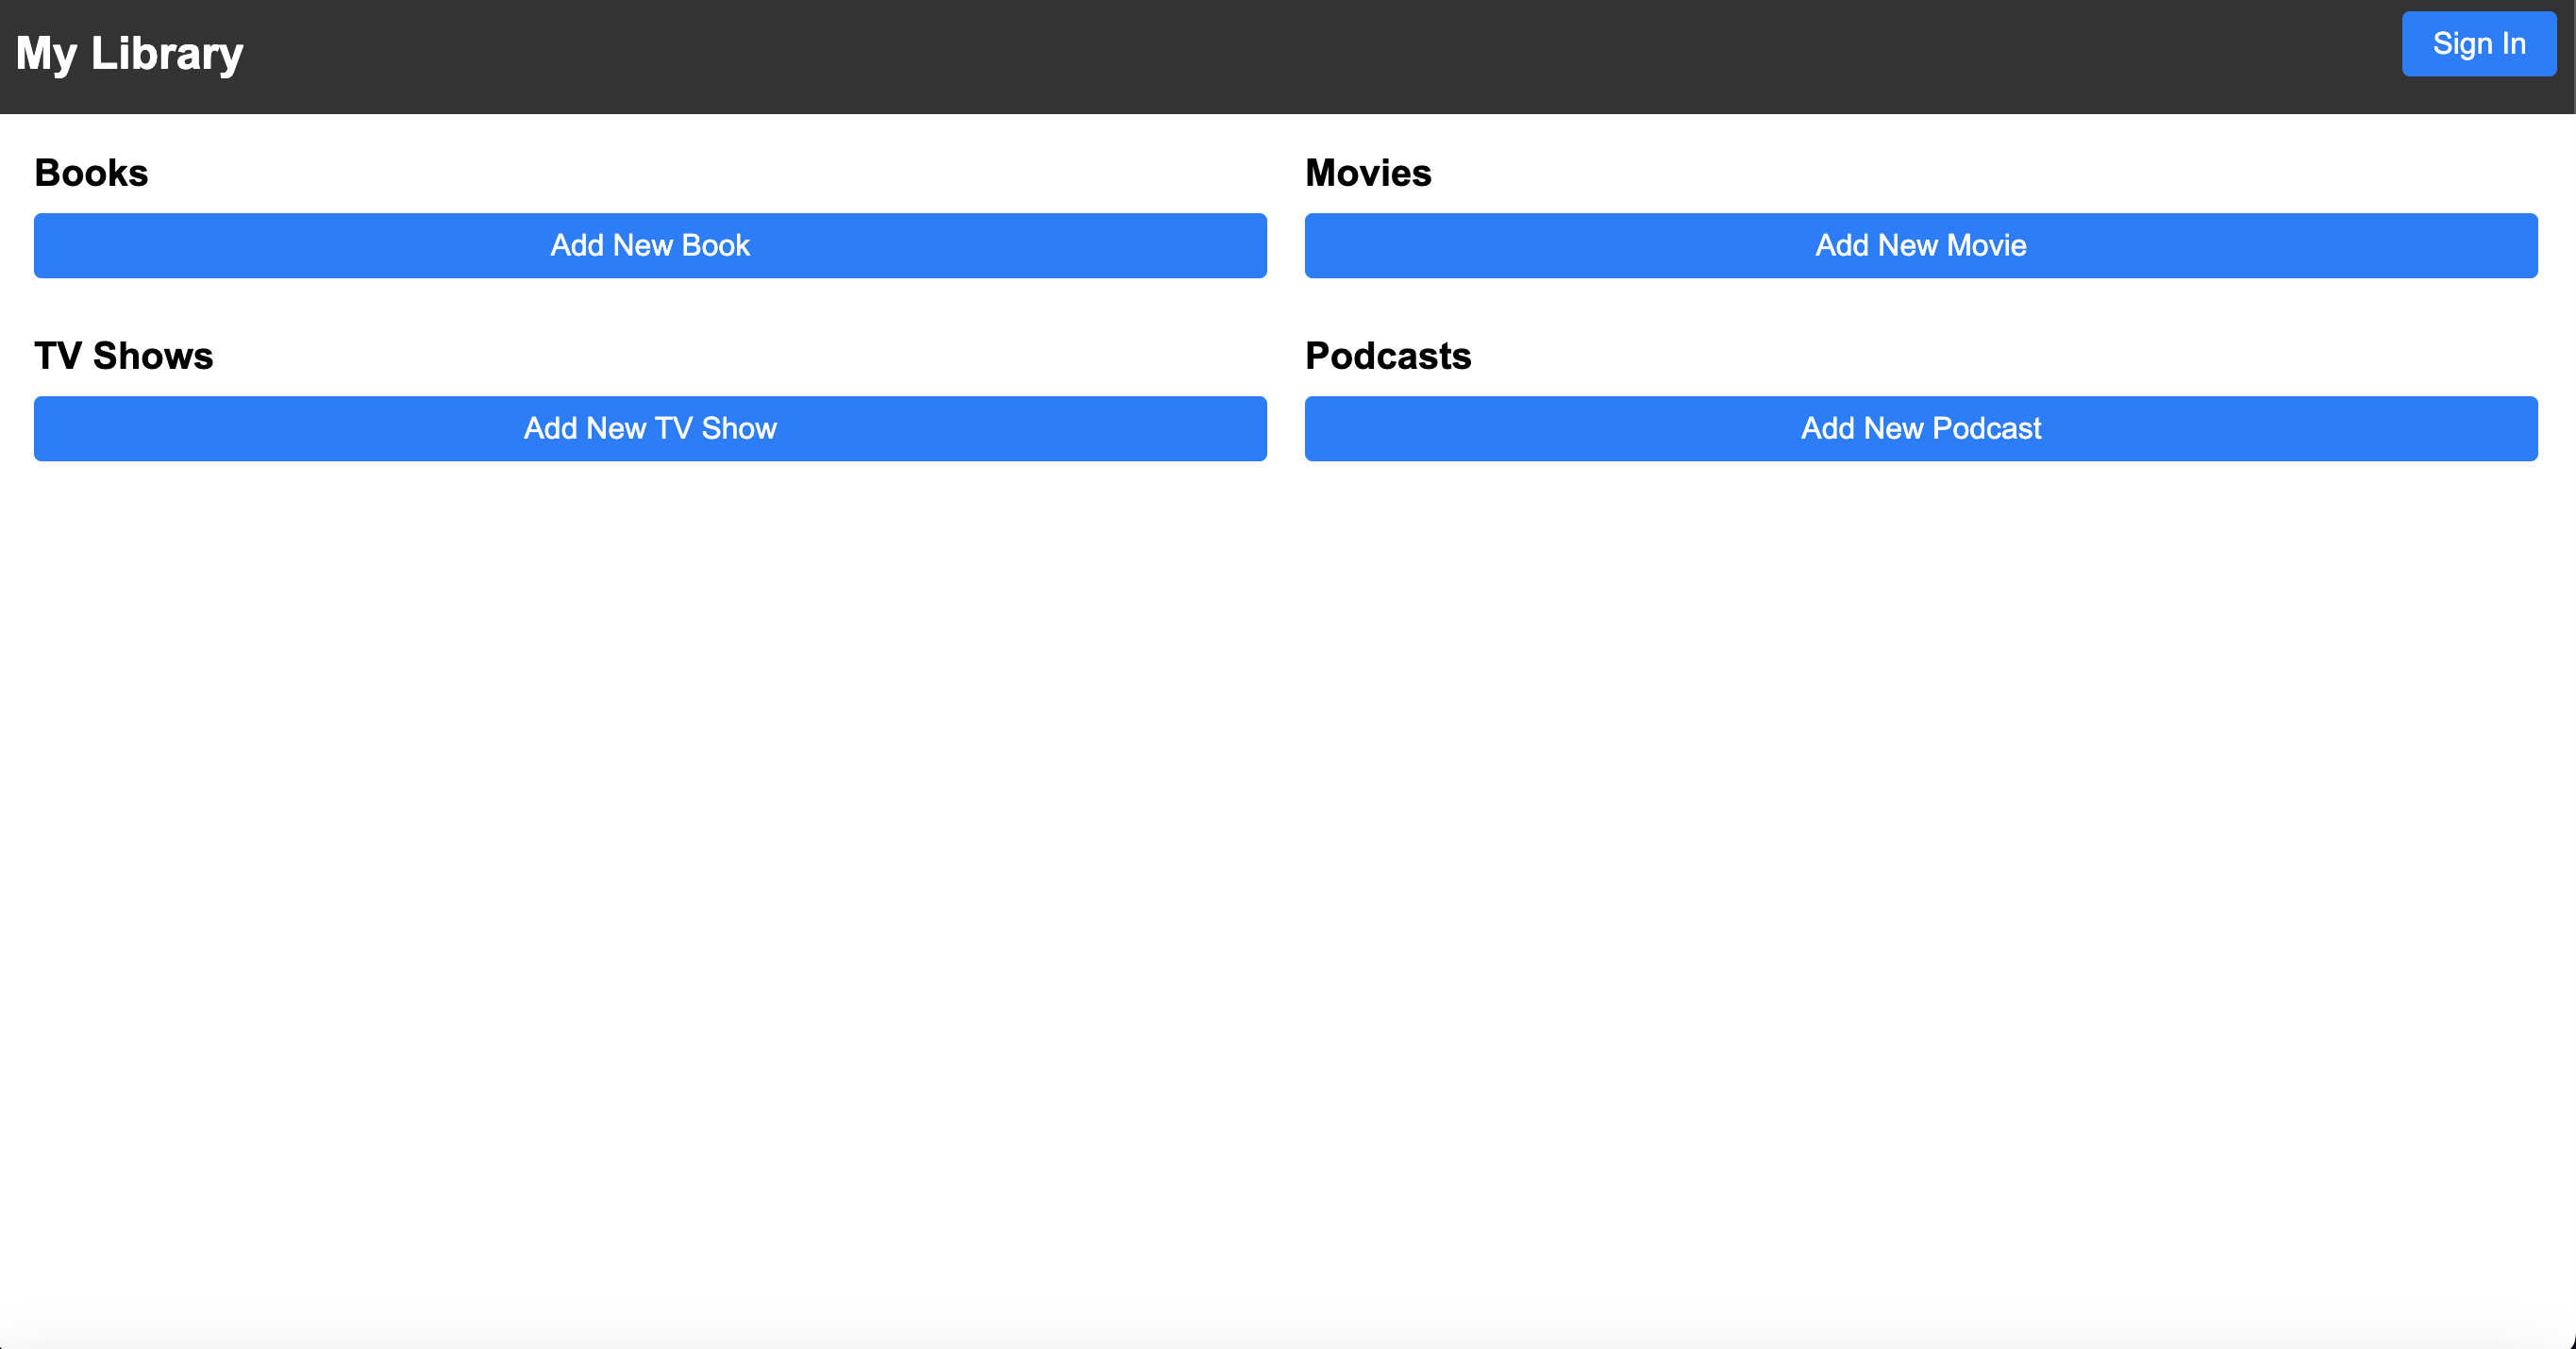 My Library
Sign In
Books
Movies
Add New Book
Add New Movie
TV Shows
Podcasts
Add New TV Show
Add New Podcast